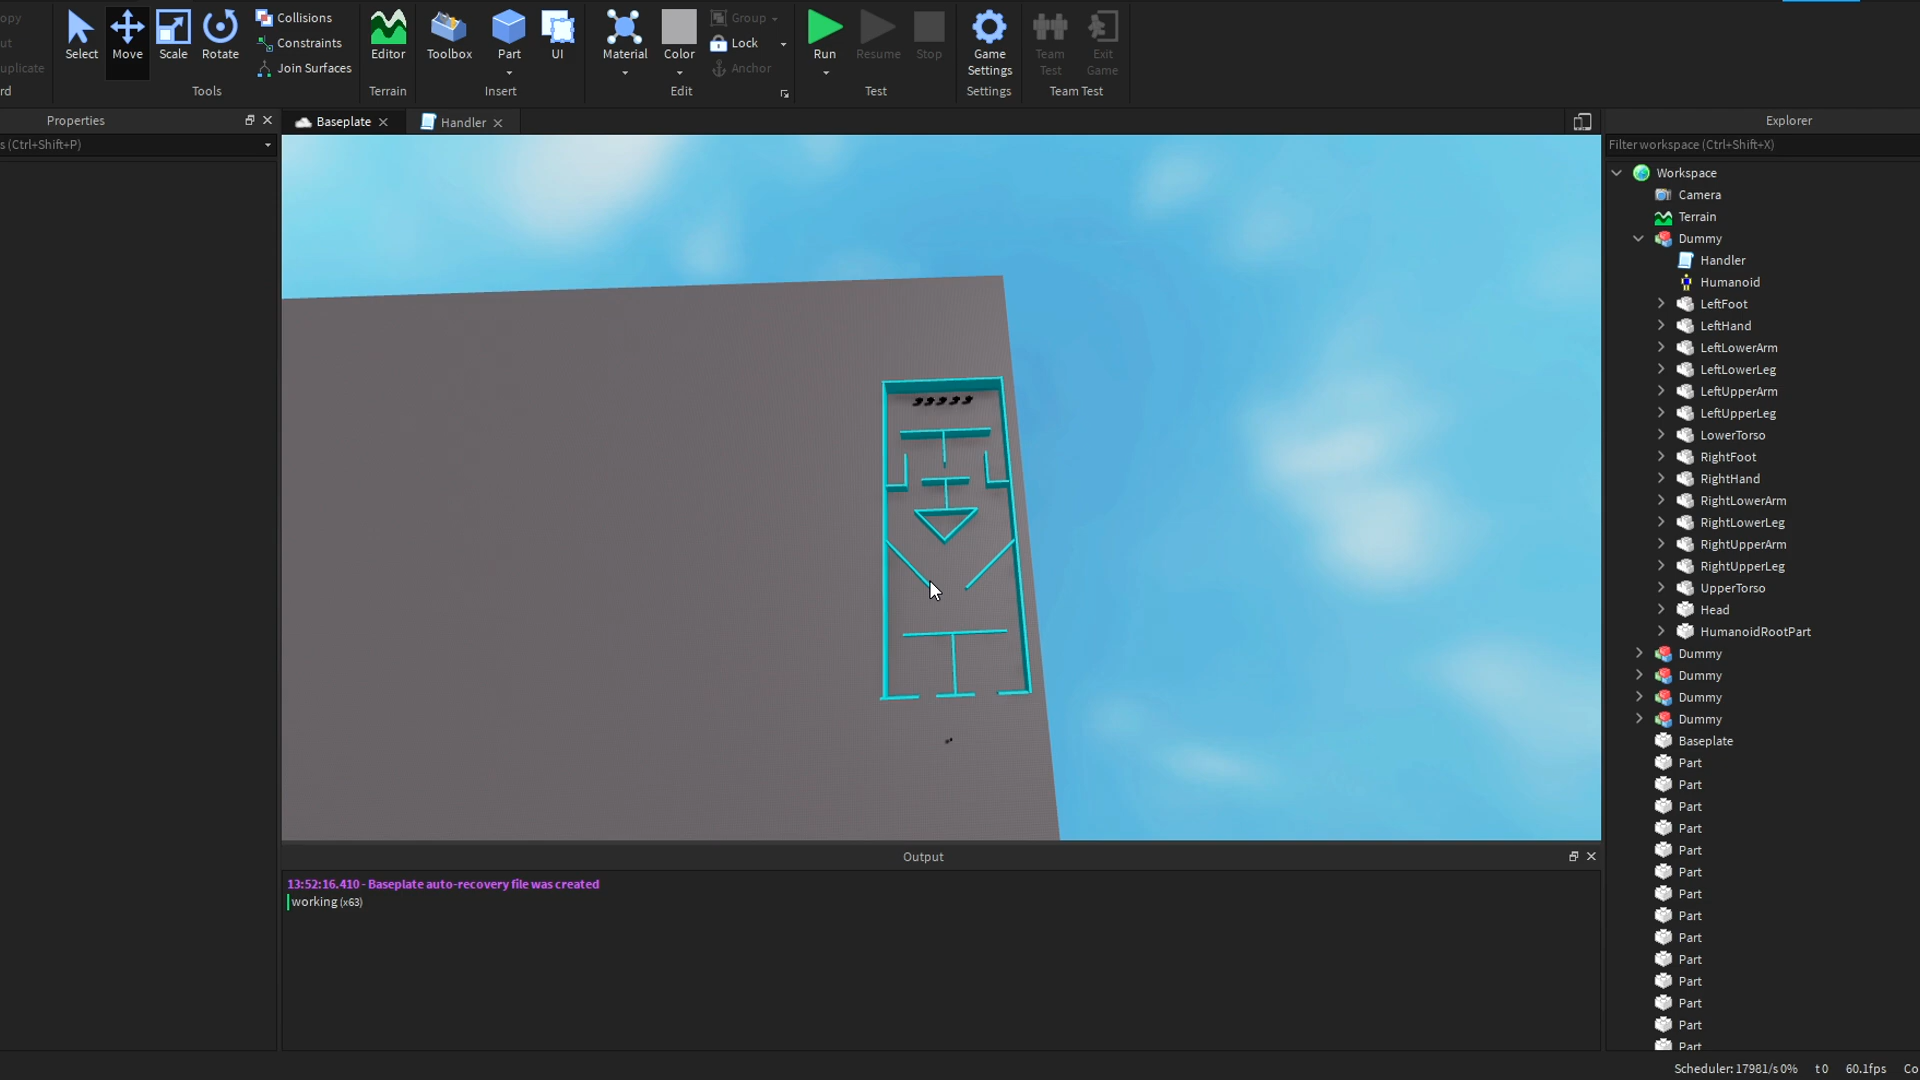 opy
ut
uplicate
rd
Select
Move
Scale
Rotate
Collisions
Constraints
Join Surfaces
Tools
Editor
Terrain
Toolbox
Part
UI
Insert
Material
Color
Group
Lock
Anchor
Edit
Run
Resume
Stop
Test
Game
Settings
Settings
Team
Test
Exit
Game
Team Test
Properties
s (Ctrl+Shift+P)
Baseplate
Handler
Explorer
Filter workspace (Ctrl+Shift+X)
Workspace
Camera
Terrain
Dummy
Handler
Humanoid
LeftFoot
LeftHand
LeftLowerArm
LeftLowerLeg
LeftUpperArm
LeftUpperLeg
LowerTorso
RightFoot
RightHand
RightLowerArm
RightLowerLeg
RightUpperArm
RightUpperLeg
UpperTorso
Head
HumanoidRootPart
Dummy
Dummy
Dummy
Dummy
Baseplate
Part
Part
Part
Part
Part
Part
Part
Part
Part
Part
Part
Part
Part
Part
Output
13:52:16.410 - Baseplate auto-recovery file was created
working (x63)
Scheduler: 17981/s 0% t 0 60.1fps Co